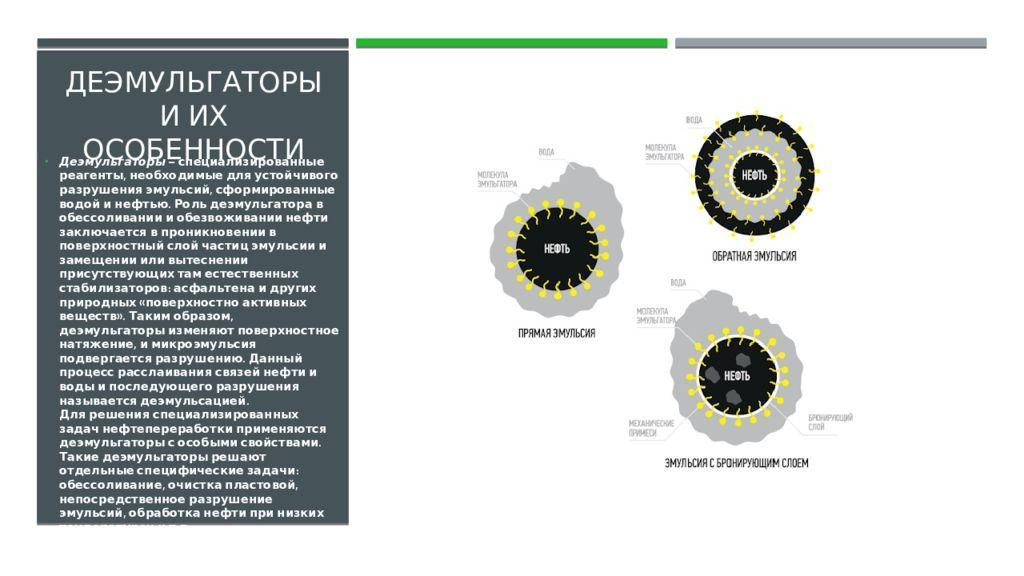 ДЕЭМУЛЬГАТОРЫ
И ИХ
ОСОБЕННОСТИ
Деэмульгаторы – специализированные
реагенты, необходимые для устойчивого
разрушения эмульсий, сформированные
водой и нефтью. Роль деэмульгатора в
обессоливании и обезвоживании нефти
заключается в проникновении в
поверхностный слой частиц эмульсии и
замещении или вытеснении
присутствующих там естественных
стабилизаторов: асфальтена и других
природных «поверхностно активных
веществ». Таким образом,
деэмульгаторы изменяют поверхностное
натяжение, и микроэмульсия
подвергается разрушению. Данный
процесс расслаивания связей нефти и
воды и последующего разрушения
называется деэмульсацией.
Для решения специализированных
задач нефтепереработки применяются
деэмульгаторы с особыми свойствами.
Такие деэмульгаторы решают
отдельные специфические задачи:
обессоливание, очистка пластовой,
непосредственное разрушение
эмульсий, обработка нефти при низких
ВОДА
МОЛЕКУЛА
ЭМУЛЬГАТОРА
НЕФТЬ
ПРЯМАЯ ЭМУЛЬСИЯ
ВОДА
МОЛЕКУЛА
ЭМУЛЬГАТОРА
НЕФТЬ
ОБРАТНАЯ ЭМУЛЬСИЯ
ВОДА
МОЛЕКУЛА
ЭМУЛЬГАТОРА
НЕФТЬ
МЕХАНИЧЕСКИЕ
ПРИМЕСИ
БРОНИРУЮЩИЙ
СЛОЙ
ЭМУЛЬСИЯ С БРОНИРУЮЩИМ СЛОЕМ